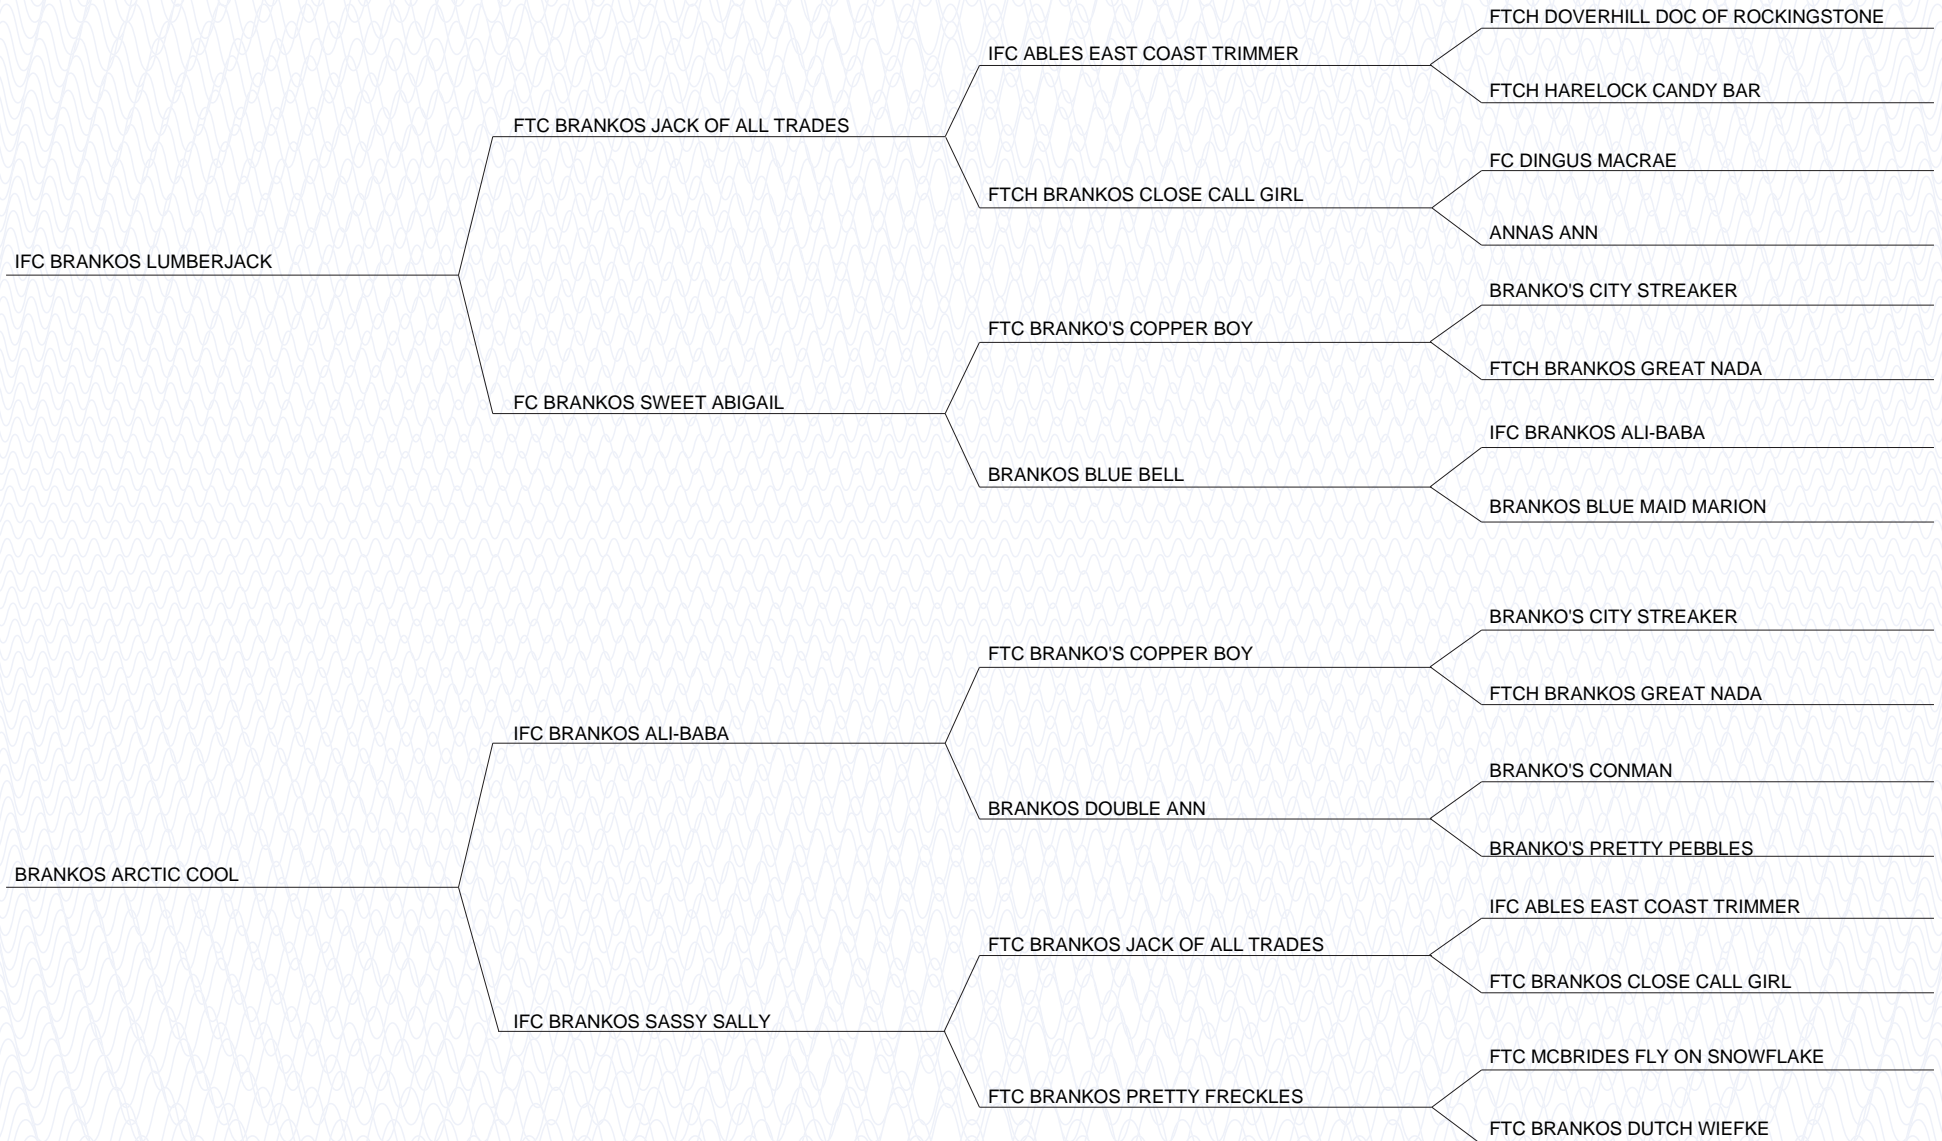 FTCH DOVERHILL DOC OF ROCKINGSTONE
IFC ABLES EAST COAST TRIMMER
FTCH HARELOCK CANDY BAR
FTC BRANKOS JACK OF ALL TRADES
FC DINGUS MACRAE
FTCH BRANKOS CLOSE CALL GIRL
ANNAS ANN
IFC BRANKOS LUMBERJACK
BRANKO'S CITY STREAKER
FTC BRANKO'S COPPER BOY
FTCH BRANKOS GREAT NADA
FC BRANKOS SWEET ABIGAIL
IFC BRANKOS ALI-BABA
BRANKOS BLUE BELL
BRANKOS BLUE MAID MARION
BRANKO'S CITY STREAKER
FTC BRANKO'S COPPER BOY
FTCH BRANKOS GREAT NADA
IFC BRANKOS ALI-BABA
BRANKO'S CONMAN
BRANKOS DOUBLE ANN
BRANKO'S PRETTY PEBBLES
BRANKOS ARCTIC COOL
IFC ABLES EAST COAST TRIMMER
FTC BRANKOS JACK OF ALL TRADES
FTC BRANKOS CLOSE CALL GIRL
IFC BRANKOS SASSY SALLY
FTC MCBRIDES FLY ON SNOWFLAKE
FTC BRANKOS PRETTY FRECKLES
FTC BRANKOS DUTCH WIEFKE